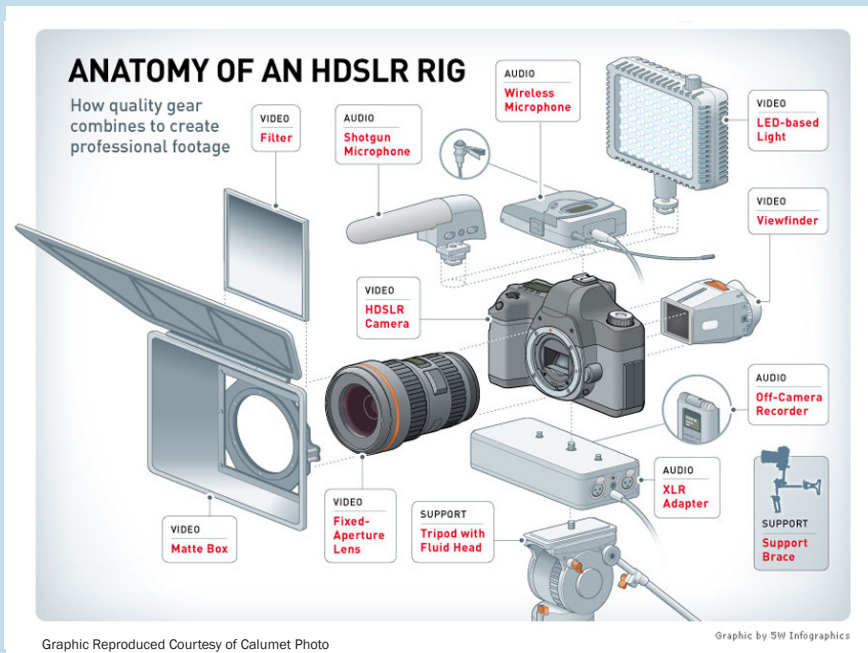 ANATOMY OF AN HDSLR RIG
How quality gear
combines to create
professional footage
VIDEO
Filter
AUDIO
Shotgun
Microphone
AUDIO
Wireless
Microphone
VIDEO
LED-based
Light
VIDEO
Viewfinder
VIDEO
HDSLR
Camera
AUDIO
Off-Camera
Recorder
AUDIO
XLR
Adapter
SUPPORT
Support
Brace
VIDEO
Matte Box
VIDEO
Fixed-
Aperture
Lens
SUPPORT
Tripod with
Fluid Head
Graphic Reproduced Courtesy of Calumet Photo
Graphic by 5W Infographics